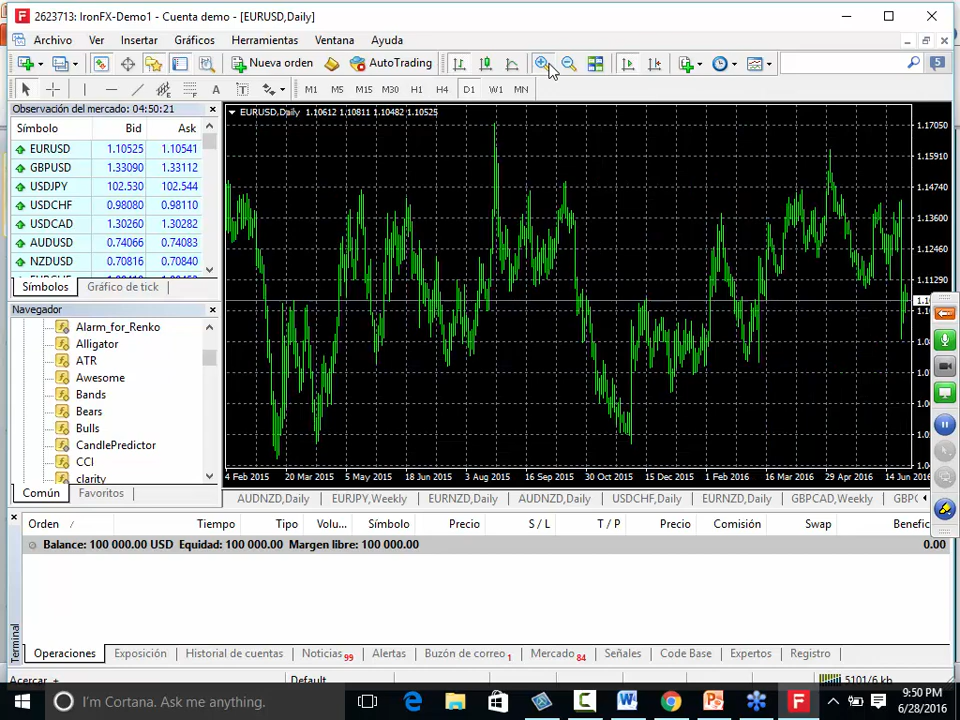 2623713: IronFX-Demo1 - Cuenta demo - [EURUSD,Daily]
Archivo Ver Insertar Gráficos Herramientas Ventana Ayuda
Nueva orden AutoTrading 5
A T M1 M5 M15 M30 H1 H4 D1 W1 MN
Observación del mercado: 04:50:21
Símbolo Bid Ask
EURUSD 1.10525 1.10541
GBPUSD 1.33090 1.33112
USDJPY 102.530 102.544
USDCHF 0.98080 0.98110
USDCAD 1.30260 1.30282
AUDUSD 0.74066 0.74083
NZDUSD 0.70816 0.70840
Símbolos Gráfico de tick
Navegador
Alarm_for_Renko
Alligator
ATR
Awesome
Bands
Bears
Bulls
CandlePredictor
CCI
clarity
Común Favoritos
EURUSD,Daily 1.10612 1.10811 1.10482 1.10525
1.17050
1.15910
1.14740
1.13600
1.12460
1.11290
4 Feb 2015 20 Mar 2015 5 May 2015 18 Jun 2015 3 Aug 2015 16 Sep 2015 30 Oct 2015 15 Dec 2015 1 Feb 2016 16 Mar 2016 29 Apr 2016 14 Jun 2016
AUDNZD,Daily EURJPY,Weekly EURNZD,Daily AUDNZD,Daily USDCHF,Daily EURNZD,Daily GBPCAD,Weekly GBPC
Orden Tiempo Tipo Volu... Símbolo Precio S / L T / P Precio Comisión Swap Benefic
Balance: 100 000.00 USD Equidad: 100 000.00 Margen libre: 100 000.00 0.00
Terminal
Operaciones Exposición Historial de cuentas Noticias 99 Alertas Buzón de correo 1 Mercado 84 Señales Code Base Expertos Registro
Acercar + Default 5101/6 kb
I'm Cortana. Ask me anything.
9:50 PM
6/28/2016